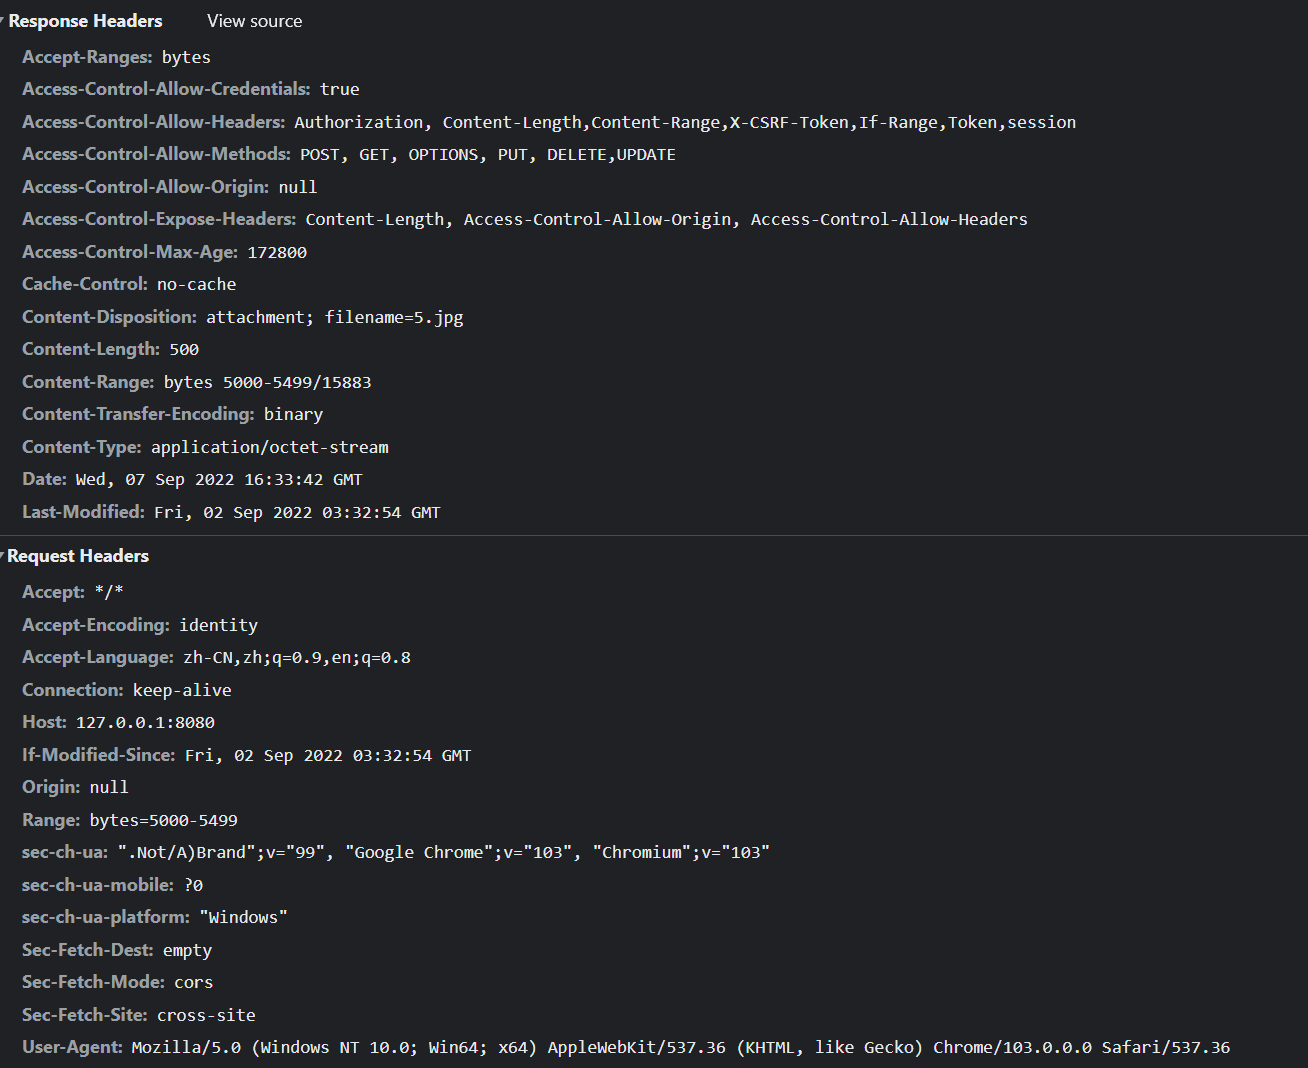 Response Headers View source
Accept-Ranges: bytes
Access-Control-Allow-Credentials: true
Access-Control-Allow-Headers: Authorization, Content-Length,Content-Range,X-CSRF-Token,If-Range,Token,session
Access-Control-Allow-Methods: POST, GET, OPTIONS, PUT, DELETE,UPDATE
Access-Control-Allow-Origin: null
Access-Control-Expose-Headers: Content-Length, Access-Control-Allow-Origin, Access-Control-Allow-Headers
Access-Control-Max-Age: 172800
Cache-Control: no-cache
Content-Disposition: attachment; filename=5.jpg
Content-Length: 500
Content-Range: bytes 5000-5499/15883
Content-Transfer-Encoding: binary
Content-Type: application/octet-stream
Date: Wed, 07 Sep 2022 16:33:42 GMT
Last-Modified: Fri, 02 Sep 2022 03:32:54 GMT
Request Headers
Accept: */*
Accept-Encoding: identity
Accept-Language: zh-CN,zh;q=0.9,en;q=0.8
Connection: keep-alive
Host: 127.0.0.1:8080
If-Modified-Since: Fri, 02 Sep 2022 03:32:54 GMT
Origin: null
Range: bytes=5000-5499
sec-ch-ua: ".Not/A)Brand";v="99", "Google Chrome";v="103", "Chromium";v="103"
sec-ch-ua-mobile: ?0
sec-ch-ua-platform: "Windows"
Sec-Fetch-Dest: empty
Sec-Fetch-Mode: cors
Sec-Fetch-Site: cross-site
User-Agent: Mozilla/5.0 (Windows NT 10.0; Win64; x64) AppleWebKit/537.36 (KHTML, like Gecko) Chrome/103.0.0.0 Safari/537.36